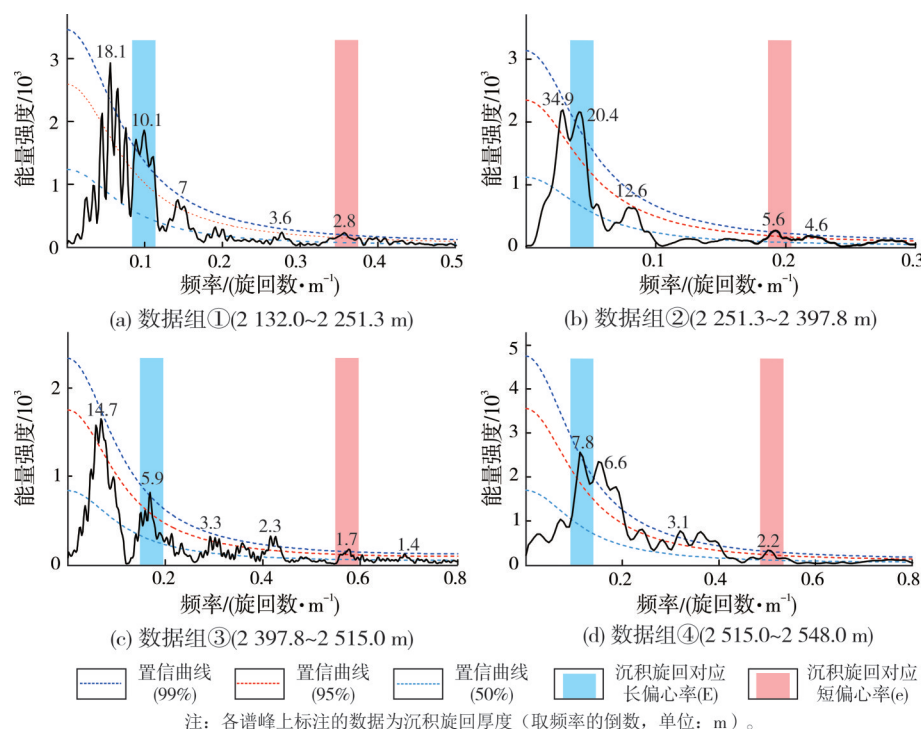 18.1
10.1
7
3.6
2.8
3
2
1
0
能量强度/10³
0.1
0.2
0.3
0.4
0.5
频率/(旋回数·m⁻¹)
(a) 数据组①(2 132.0~2 251.3 m)
34.9
20.4
12.6
5.6
4.6
3
2
1
0
能量强度/10³
0.1
0.2
0.3
频率/(旋回数·m⁻¹)
(b) 数据组②(2 251.3~2 397.8 m)
14.7
5.9
3.3
2.3
1.7
1.4
2
1
0
能量强度/10³
0.2
0.4
0.6
0.8
频率/(旋回数·m⁻¹)
(c) 数据组③(2 397.8~2 515.0 m)
7.8
6.6
3.1
2.2
5
4
3
2
1
0
能量强度/10³
0.2
0.4
0.6
0.8
频率/(旋回数·m⁻¹)
(d) 数据组④(2 515.0~2 548.0 m)
置信曲线
(99%)
置信曲线
(95%)
置信曲线
(50%)
沉积旋回对应
长偏心率(E)
沉积旋回对应
短偏心率(e)
注：各谱峰上标注的数据为沉积旋回厚度（取频率的倒数，单位：m）。